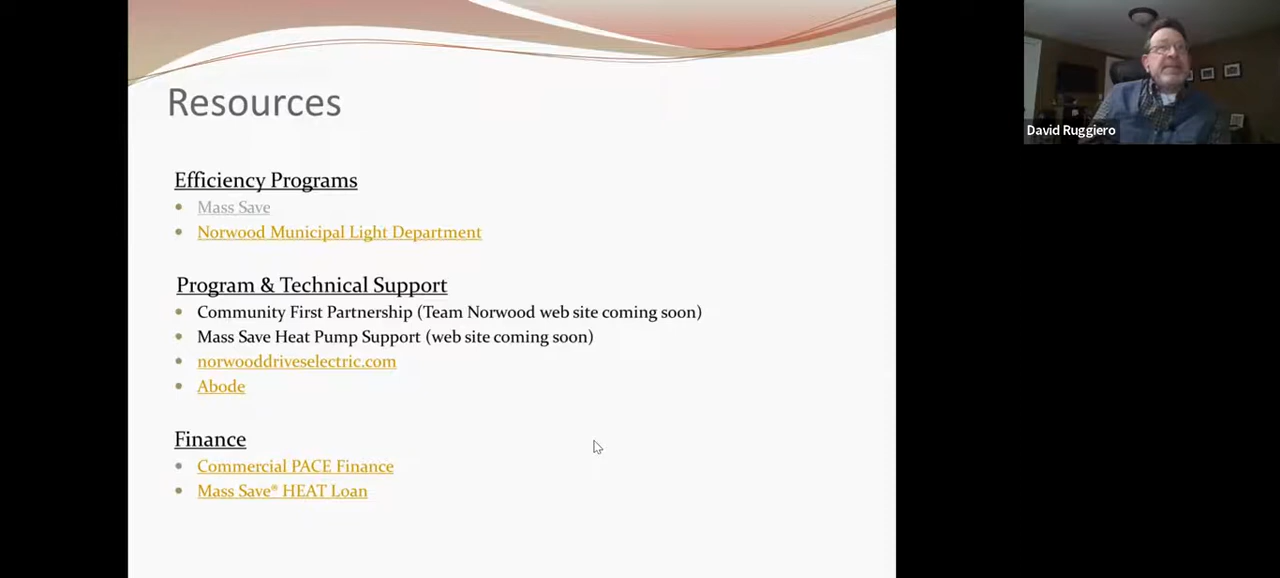 Resources
Efficiency Programs
• Mass Save
• Norwood Municipal Light Department
Program & Technical Support
• Community First Partnership (Team Norwood web site coming soon)
• Mass Save Heat Pump Support (web site coming soon)
• norwooddriveselectric.com
• Abode
Finance
• Commercial PACE Finance
• Mass Save® HEAT Loan
David Ruggiero